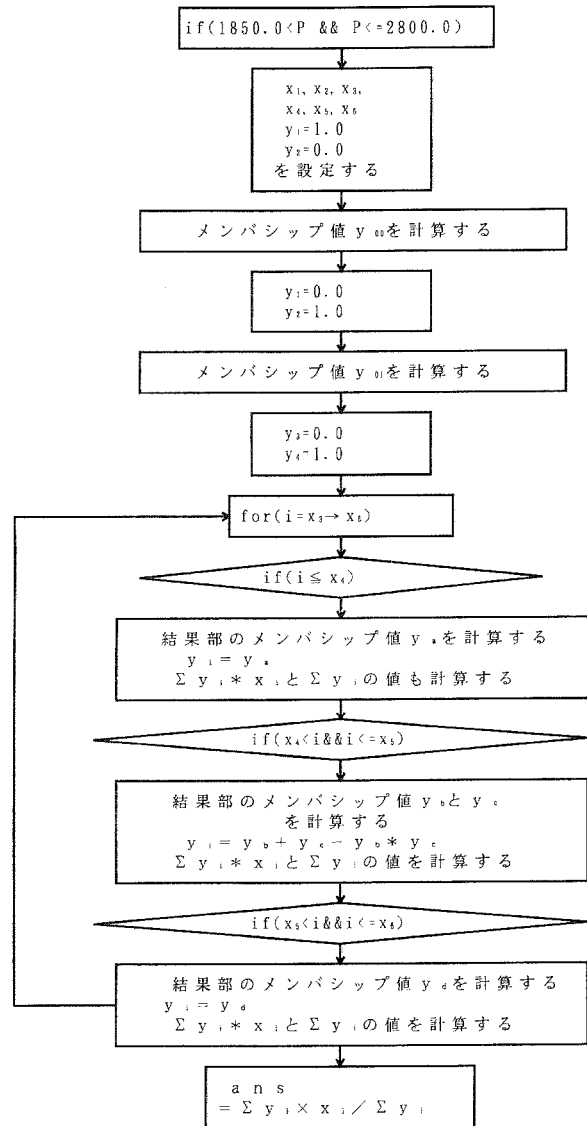 if(1850.0<P && P<=2800.0)
x₁, x₂, x₃,
x₄, x₅, x₆
y₁=1.0
y₂=0.0
を設定する
メンバシップ値y₀₀を計算する
y₁=0.0
y₂=1.0
メンバシップ値y₀₁を計算する
y₃=0.0
y₄=1.0
for(i=x₃→x₆)
if(i≦x₄)
結果部のメンバシップ値yₐを計算する
yᵢ=yₐ
Σyᵢ*xᵢとΣyᵢの値も計算する
if(x₄<i&&i<=x₅)
結果部のメンバシップ値y_bとy_c
を計算する
yᵢ=y_b+y_c-y_b*y_c
Σyᵢ*xᵢとΣyᵢの値を計算する
if(x₅<i&&i<=x₆)
結果部のメンバシップ値y_dを計算する
yᵢ=y_d
Σyᵢ*xᵢとΣyᵢの値を計算する
ans
=Σyᵢ×xᵢ/Σyᵢ